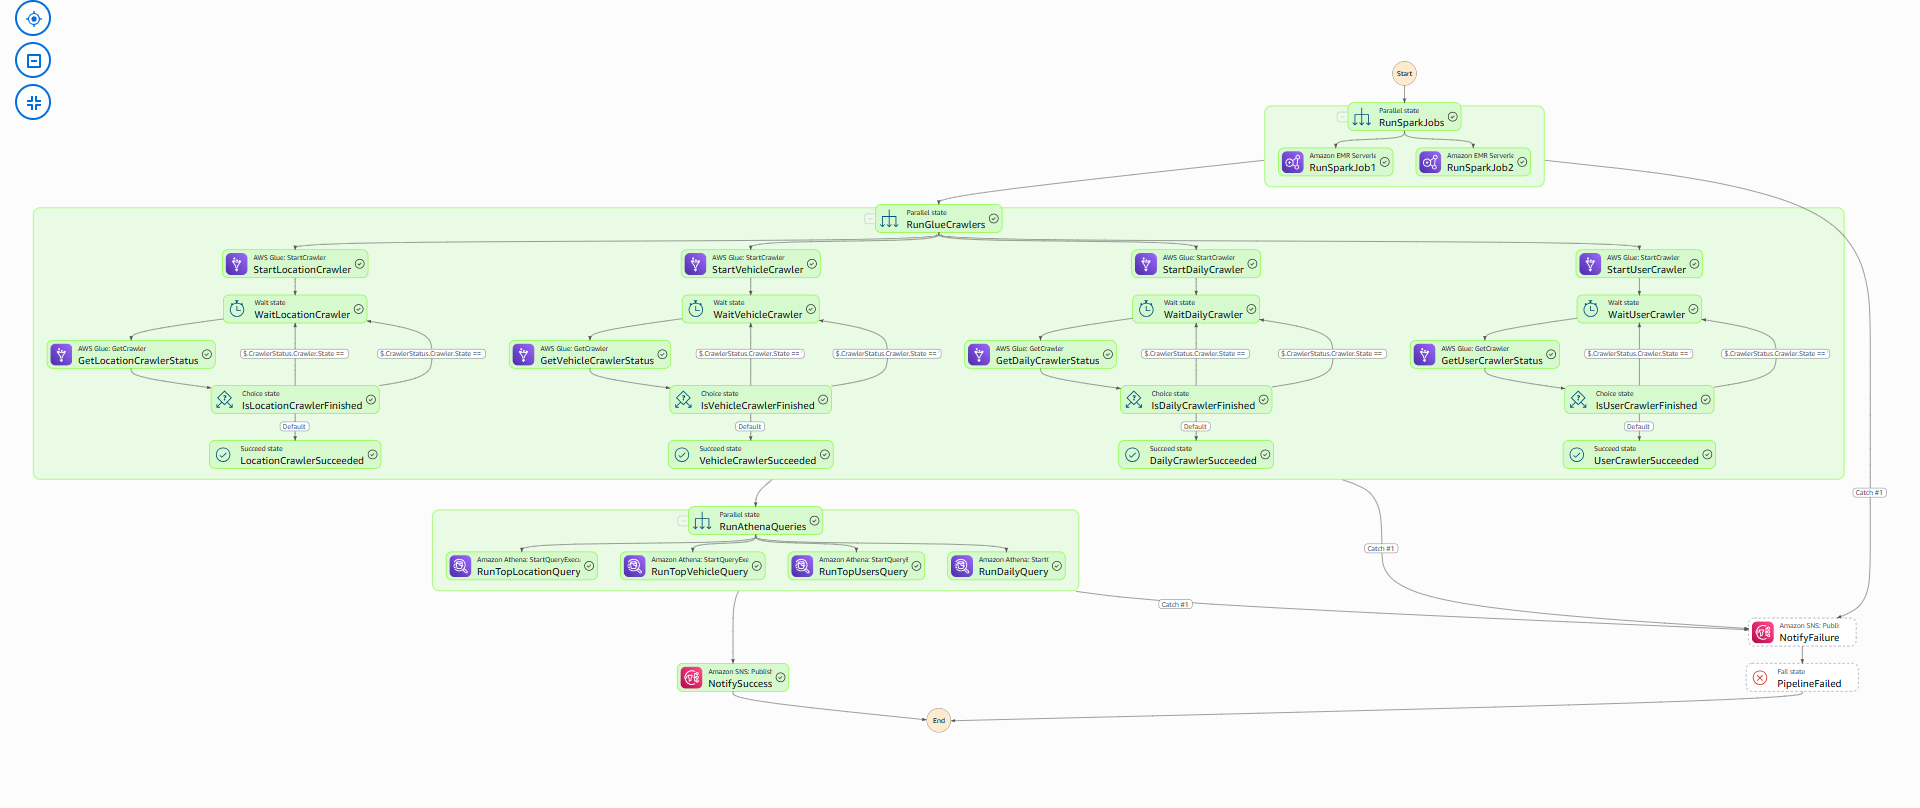 Start
Parallel state
RunSparkJobs
Amazon EMR Serverle
RunSparkJob1
Amazon EMR Serverle
RunSparkJob2
Parallel state
RunGlueCrawlers
AWS Glue: StartCrawler
StartLocationCrawler
AWS Glue: StartCrawler
StartVehicleCrawler
AWS Glue: StartCrawler
StartDailyCrawler
AWS Glue: StartCrawler
StartUserCrawler
Wait state
WaitLocationCrawler
Wait state
WaitVehicleCrawler
Wait state
WaitDailyCrawler
Wait state
WaitUserCrawler
AWS Glue: GetCrawler
GetLocationCrawlerStatus
$.CrawlerStatus.Crawler.State ==
$.CrawlerStatus.Crawler.State ==
AWS Glue: GetCrawler
GetVehicleCrawlerStatus
$.CrawlerStatus.Crawler.State ==
$.CrawlerStatus.Crawler.State ==
AWS Glue: GetCrawler
GetDailyCrawlerStatus
$.CrawlerStatus.Crawler.State ==
$.CrawlerStatus.Crawler.State ==
AWS Glue: GetCrawler
GetUserCrawlerStatus
$.CrawlerStatus.Crawler.State ==
$.CrawlerStatus.Crawler.State ==
Choice state
IsLocationCrawlerFinished
Choice state
IsVehicleCrawlerFinished
Choice state
IsDailyCrawlerFinished
Choice state
IsUserCrawlerFinished
Default
Default
Default
Default
Succeed state
LocationCrawlerSucceeded
Succeed state
VehicleCrawlerSucceeded
Succeed state
DailyCrawlerSucceeded
Succeed state
UserCrawlerSucceeded
Catch #1
Parallel state
RunAthenaQueries
Catch #1
Amazon Athena: StartQueryExecu
RunTopLocationQuery
Amazon Athena: StartQueryExe
RunTopVehicleQuery
Amazon Athena: StartQueryE
RunTopUsersQuery
Amazon Athena: Start
RunDailyQuery
Catch #1
Amazon SNS: Publi
NotifyFailure
Amazon SNS: Publis
NotifySuccess
Fail state
PipelineFailed
End